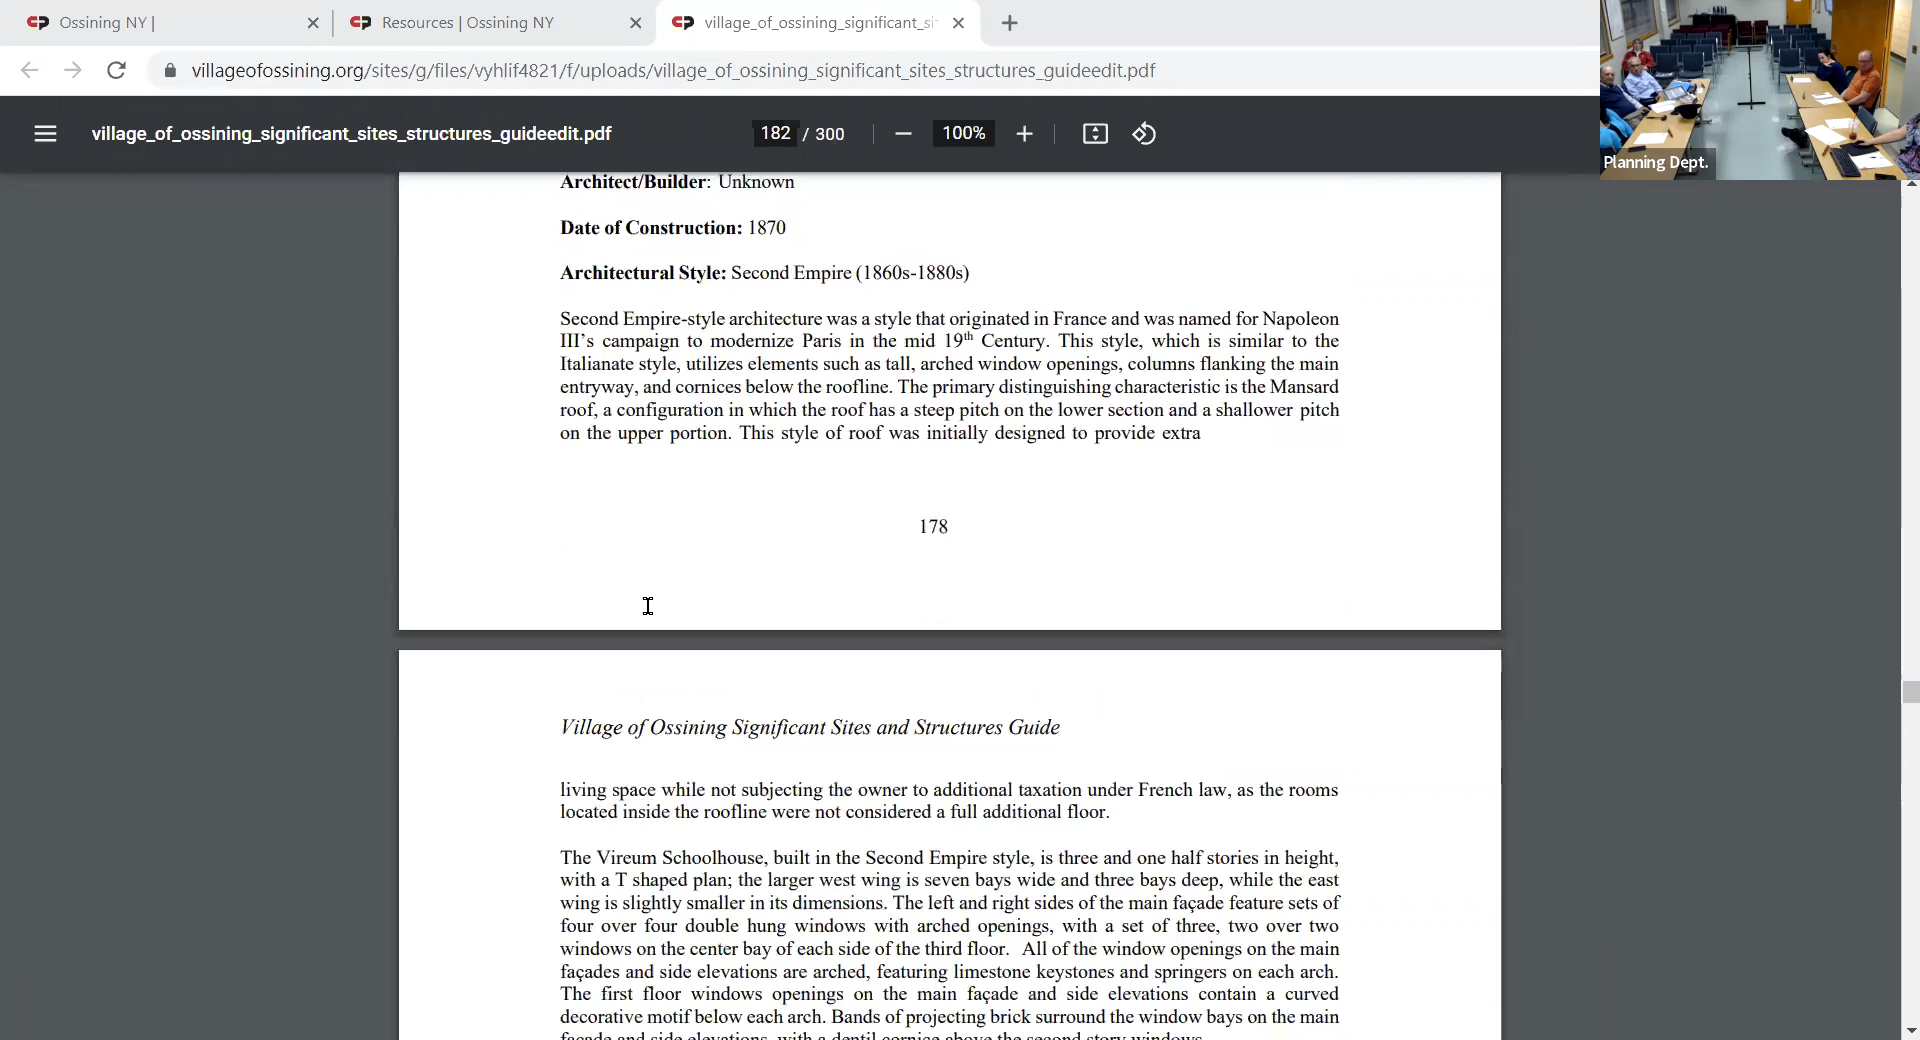 Ossining NY |
Resources | Ossining NY
village_of_ossining_significant_si
villageofossining.org/sites/g/files/vyhlif4821/f/uploads/village_of_ossining_significant_sites_structures_guideedit.pdf
village_of_ossining_significant_sites_structures_guideedit.pdf
182 / 300
100%
Planning Dept.
Architect/Builder: Unknown
Date of Construction: 1870
Architectural Style: Second Empire (1860s-1880s)
Second Empire-style architecture was a style that originated in France and was named for Napoleon
III’s campaign to modernize Paris in the mid 19th Century. This style, which is similar to the
Italianate style, utilizes elements such as tall, arched window openings, columns flanking the main
entryway, and cornices below the roofline. The primary distinguishing characteristic is the Mansard
roof, a configuration in which the roof has a steep pitch on the lower section and a shallower pitch
on the upper portion. This style of roof was initially designed to provide extra
178
Village of Ossining Significant Sites and Structures Guide
living space while not subjecting the owner to additional taxation under French law, as the rooms
located inside the roofline were not considered a full additional floor.
The Vireum Schoolhouse, built in the Second Empire style, is three and one half stories in height,
with a T shaped plan; the larger west wing is seven bays wide and three bays deep, while the east
wing is slightly smaller in its dimensions. The left and right sides of the main façade feature sets of
four over four double hung windows with arched openings, with a set of three, two over two
windows on the center bay of each side of the third floor. All of the window openings on the main
façades and side elevations are arched, featuring limestone keystones and springers on each arch.
The first floor windows openings on the main façade and side elevations contain a curved
decorative motif below each arch. Bands of projecting brick surround the window bays on the main
façade and side elevations, with a dentil cornice above the second story windows.